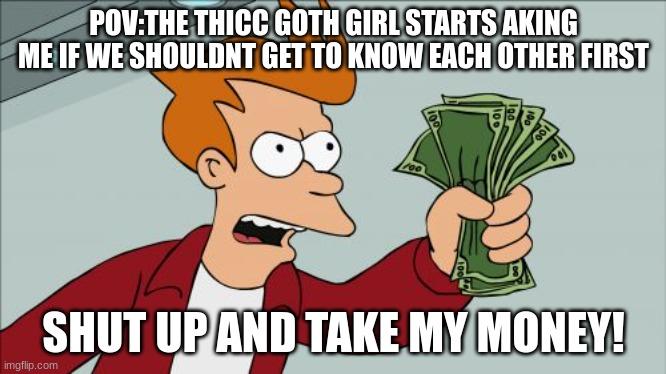 POV:THE THICC GOTH GIRL STARTS AKING
ME IF WE SHOULDNT GET TO KNOW EACH OTHER FIRST
SHUT UP AND TAKE MY MONEY!
imgflip.com